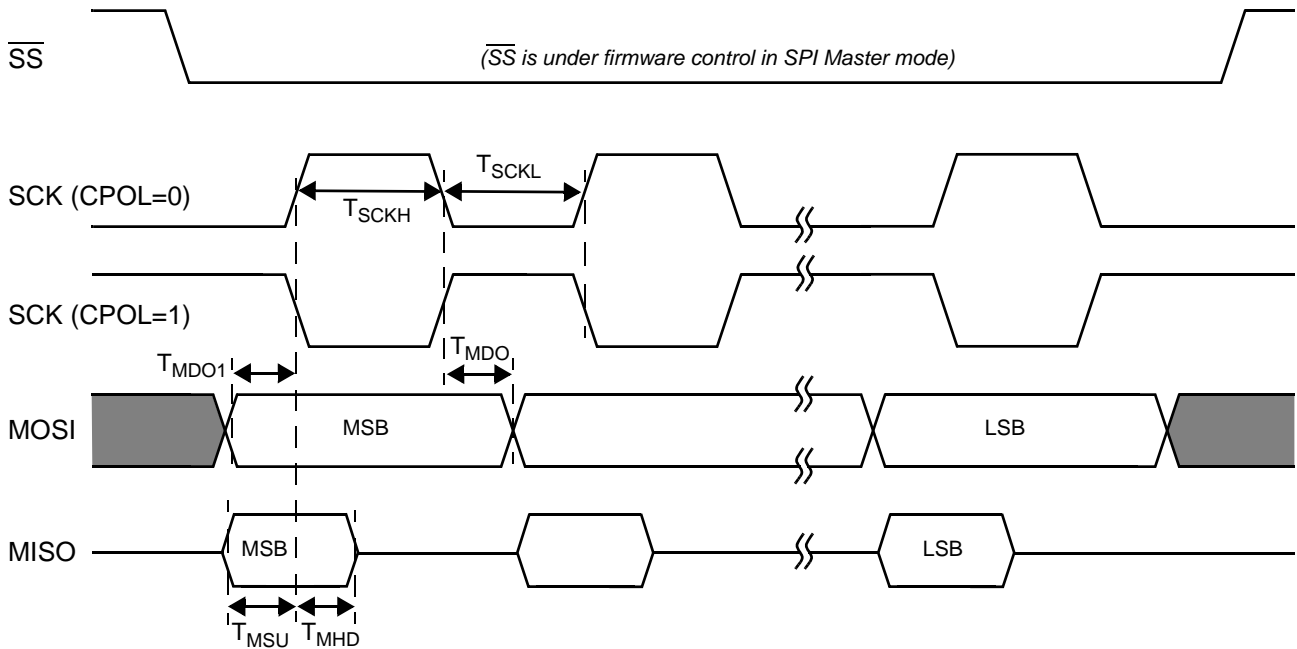 SS
(SS is under firmware control in SPI Master mode)
SCK (CPOL=0)
TSCKH
TSCKL
SCK (CPOL=1)
TMDO1
TMDO
MOSI
MSB
LSB
MISO
MSB
LSB
TMSU
TMHD